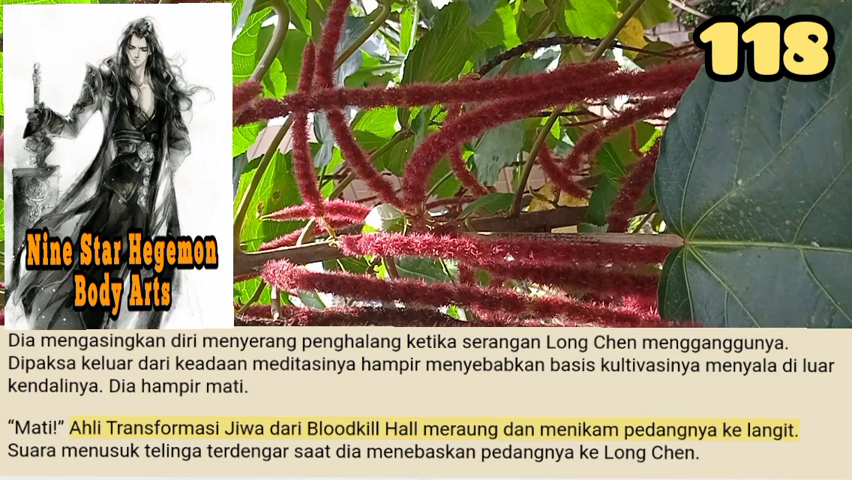 118
Nine Star Hegemon
Body Arts
Dia mengasingkan diri menyerang penghalang ketika serangan Long Chen mengganggunya.
Dipaksa keluar dari keadaan meditasinya hampir menyebabkan basis kultivasinya menyala di luar
kendalinya. Dia hampir mati.
“Mati!” Ahli Transformasi Jiwa dari Bloodkill Hall meraung dan menikam pedangnya ke langit.
Suara menusuk telinga terdengar saat dia menebaskan pedangnya ke Long Chen.